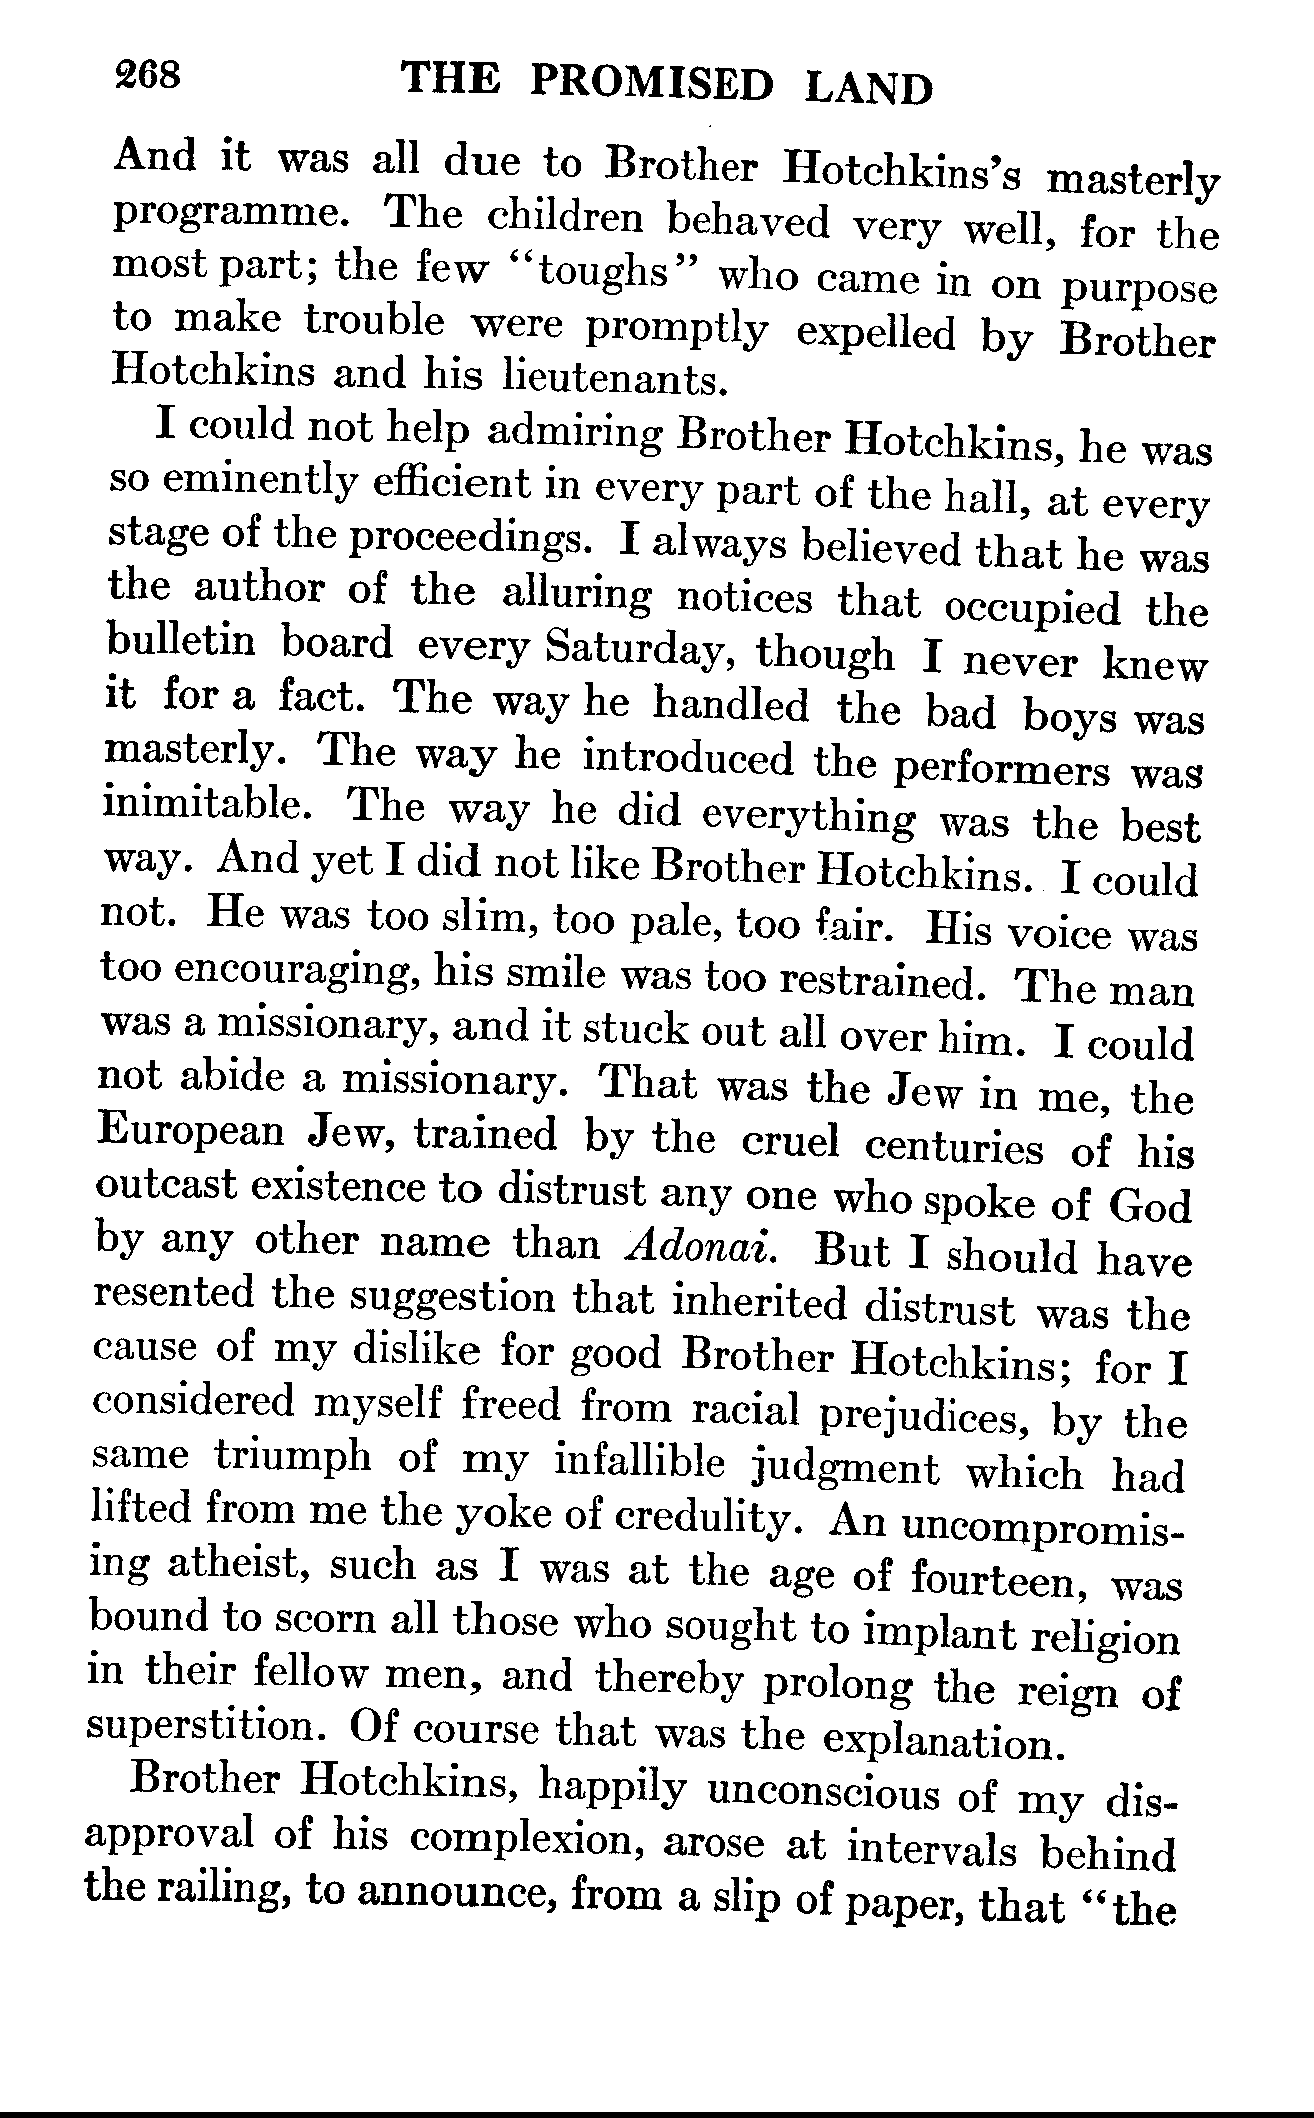 268 THE PROMISED LAND
And it was all due to Brother Hotchkins's masterly
programme. The children behaved very well, for the
most part; the few "toughs" who came in on purpose
to make trouble were promptly expelled by Brother
Hotchkins and his lieutenants.
I could not help admiring Brother Hotchkins, he was
so eminently efficient in every part of the hall, at every
stage of the proceedings. I always believed that he was
the author of the alluring notices that occupied the
bulletin board every Saturday, though I never knew
it for a fact. The way he handled the bad boys was
masterly. The way he introduced the performers was
inimitable. The way he did everything was the best
way. And yet I did not like Brother Hotchkins. I could
not. He was too slim, too pale, too fair. His voice was
too encouraging, his smile was too restrained. The man
was a missionary, and it stuck out all over him. I could
not abide a missionary. That was the Jew in me, the
European Jew, trained by the cruel centuries of his
outcast existence to distrust any one who spoke of God
by any other name than Adonai. But I should have
resented the suggestion that inherited distrust was the
cause of my dislike for good Brother Hotchkins; for I
considered myself freed from racial prejudices, by the
same triumph of my infallible judgment which had
lifted from me the yoke of credulity. An uncompromis-
ing atheist, such as I was at the age of fourteen, was
bound to scorn all those who sought to implant religion
in their fellow men, and thereby prolong the reign of
superstition. Of course that was the explanation.
Brother Hotchkins, happily unconscious of my dis-
approval of his complexion, arose at intervals behind
the railing, to announce, from a slip of paper, that "the